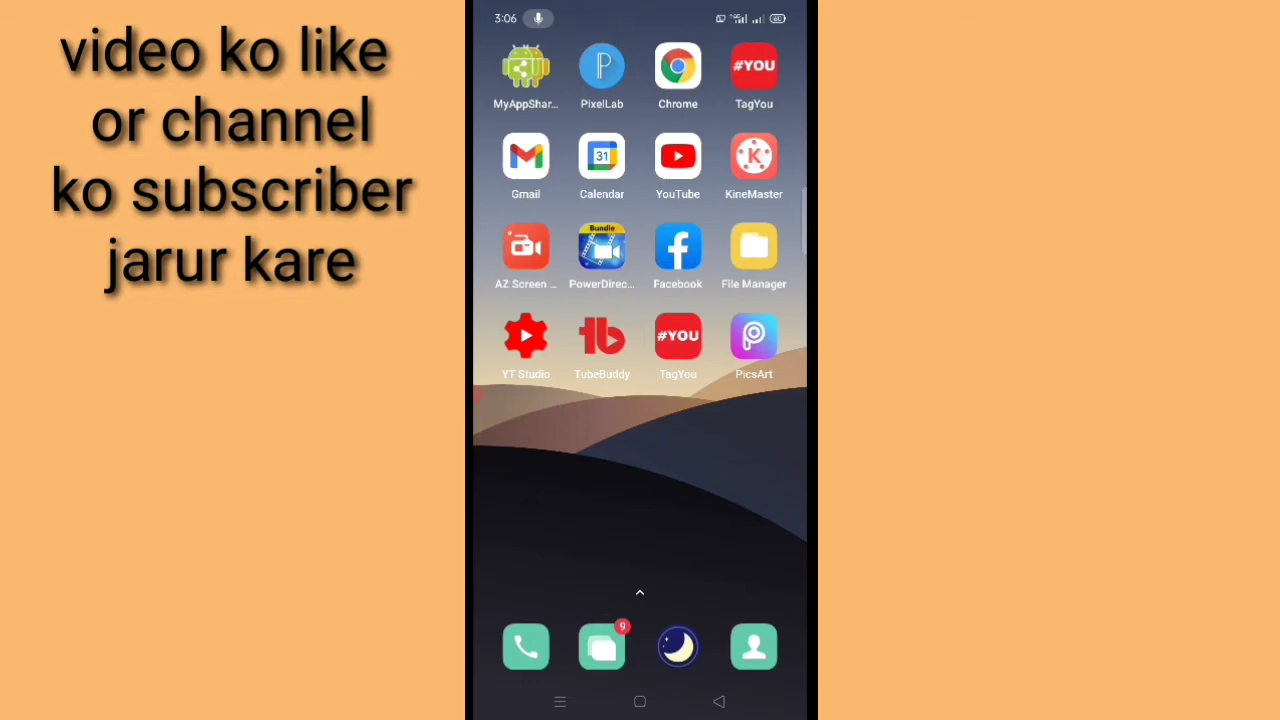 video ko like
or channel
ko subscriber
jarur kare
3:06
60
MyAppShar...
PixelLab
Chrome
#YOU
TagYou
31
Gmail
Calendar
YouTube
KineMaster
Bundle
AZ Screen ...
PowerDirec...
Facebook
File Manager
#YOU
YT Studio
TubeBuddy
TagYou
PicsArt
9